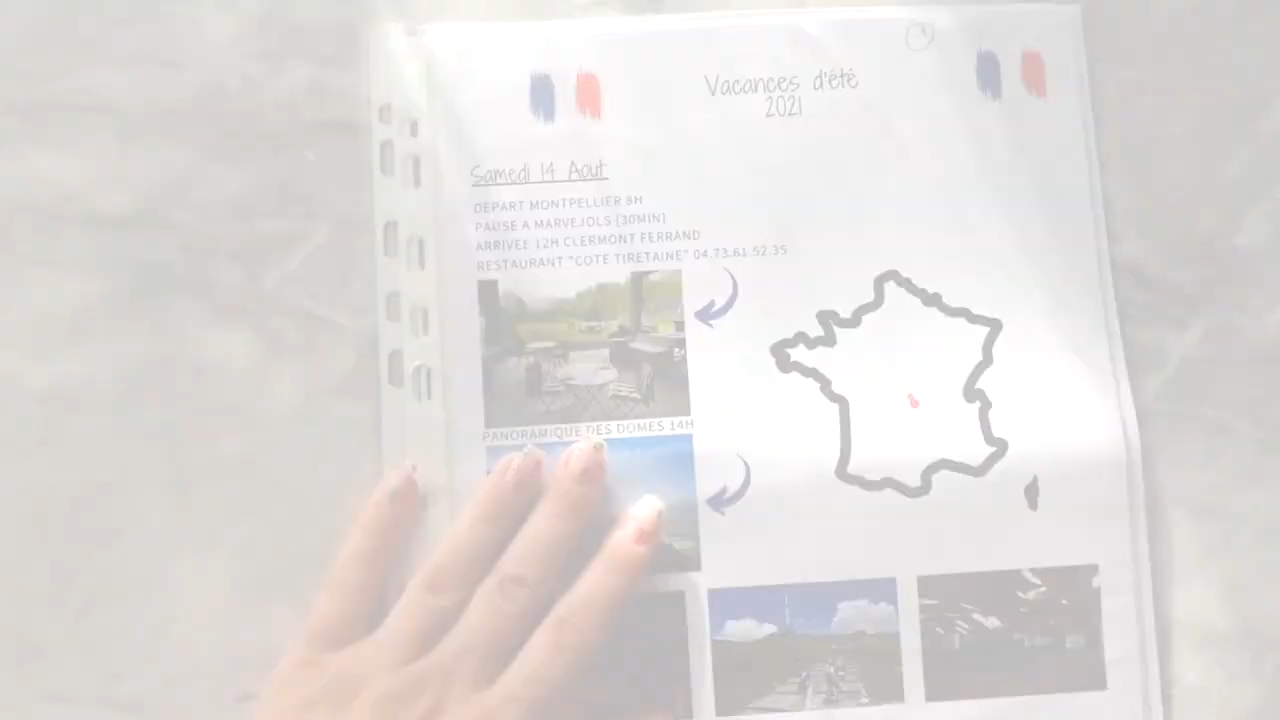 Vacances d'été
2021
Samedi 14 Aout
DEPART MONTPELLIER 8H
PAUSE A MARVEJOLS (30MIN)
ARRIVEE 12H CLERMONT FERRAND
RESTAURANT "COTE TIRETAINE" 04.73.61.52.35
PANORAMIQUE DES DOMES 14H